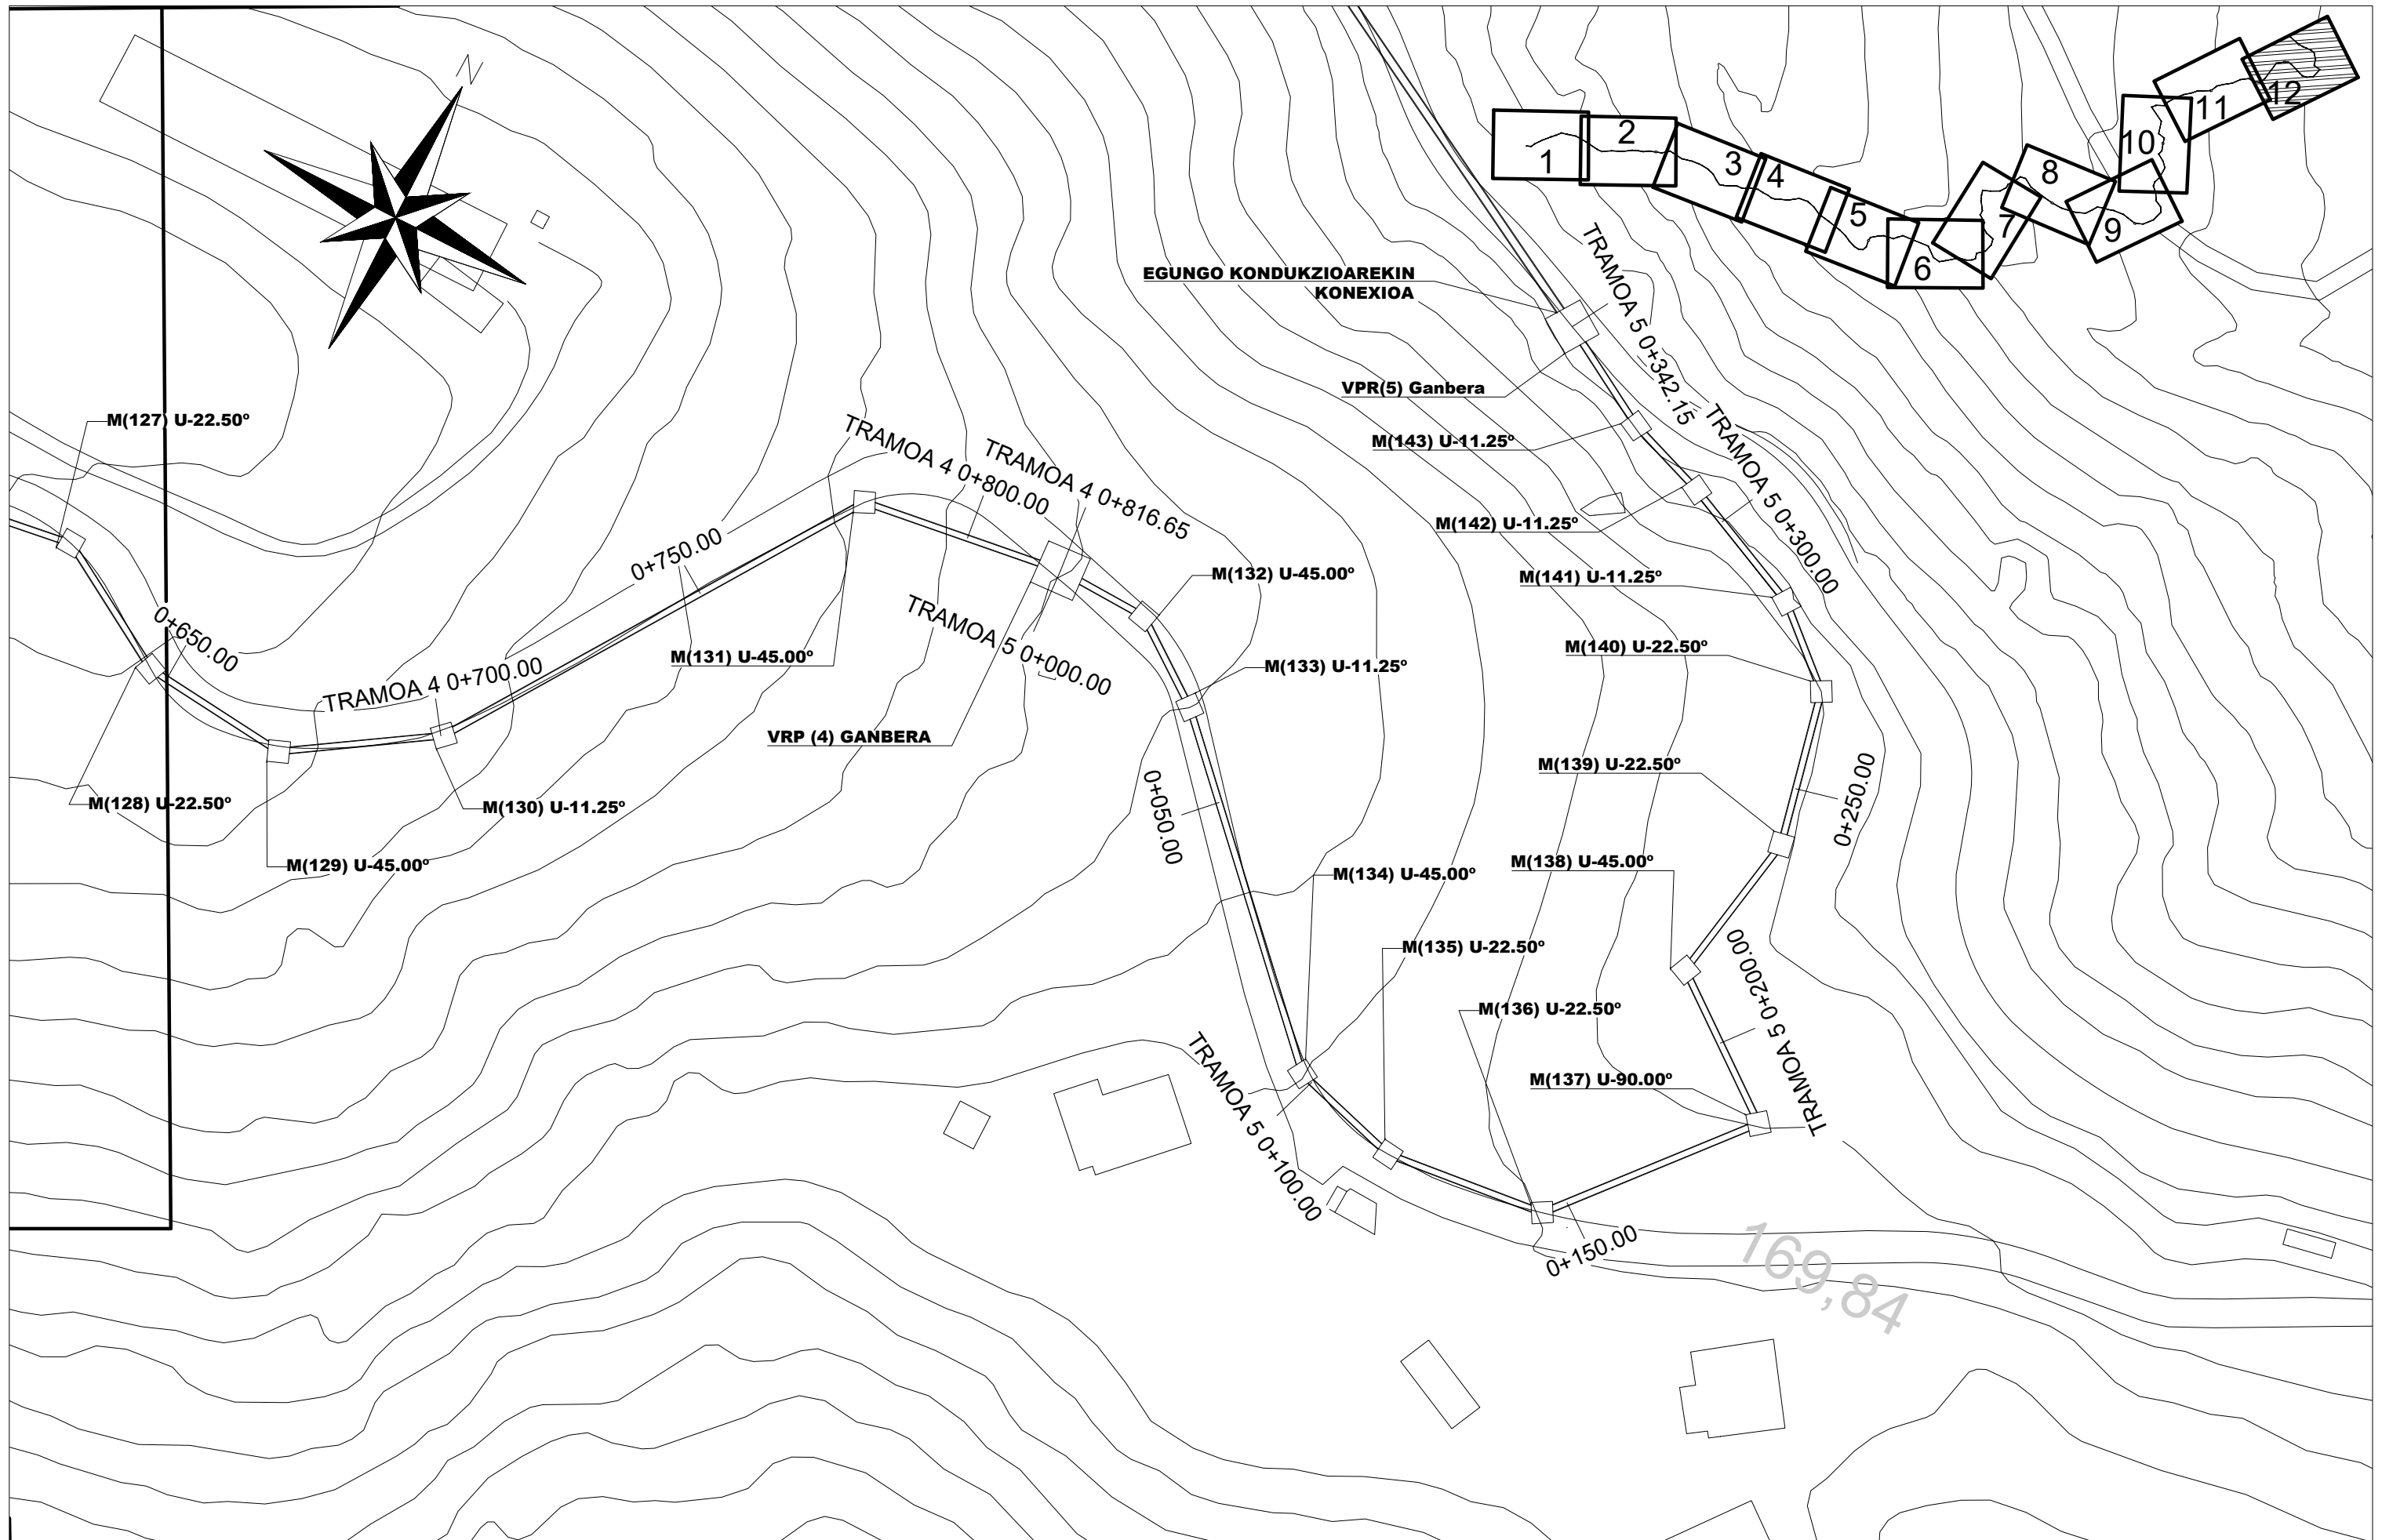 N
1
2
3
4
5
6
7
8
9
10
11
12
EGUNGO KONDUKZIOAREKIN
KONEXIOA
TRAMOA 5 0+342.15
VPR(5) Ganbera
M(143) U-11.25º
TRAMOA 5 0+300.00
M(142) U-11.25º
M(141) U-11.25º
M(140) U-22.50º
M(139) U-22.50º
0+250.00
M(138) U-45.00º
TRAMOA 5 0+200.00
M(137) U-90.00º
M(136) U-22.50º
0+150.00
M(135) U-22.50º
M(134) U-45.00º
TRAMOA 5 0+100.00
0+050.00
M(133) U-11.25º
M(132) U-45.00º
TRAMOA 4 0+816.65
TRAMOA 4 0+800.00
TRAMOA 5 0+000.00
VRP (4) GANBERA
M(131) U-45.00º
0+750.00
TRAMOA 4 0+700.00
M(130) U-11.25º
M(129) U-45.00º
M(128) U-22.50º
0+650.00
M(127) U-22.50º
169,84